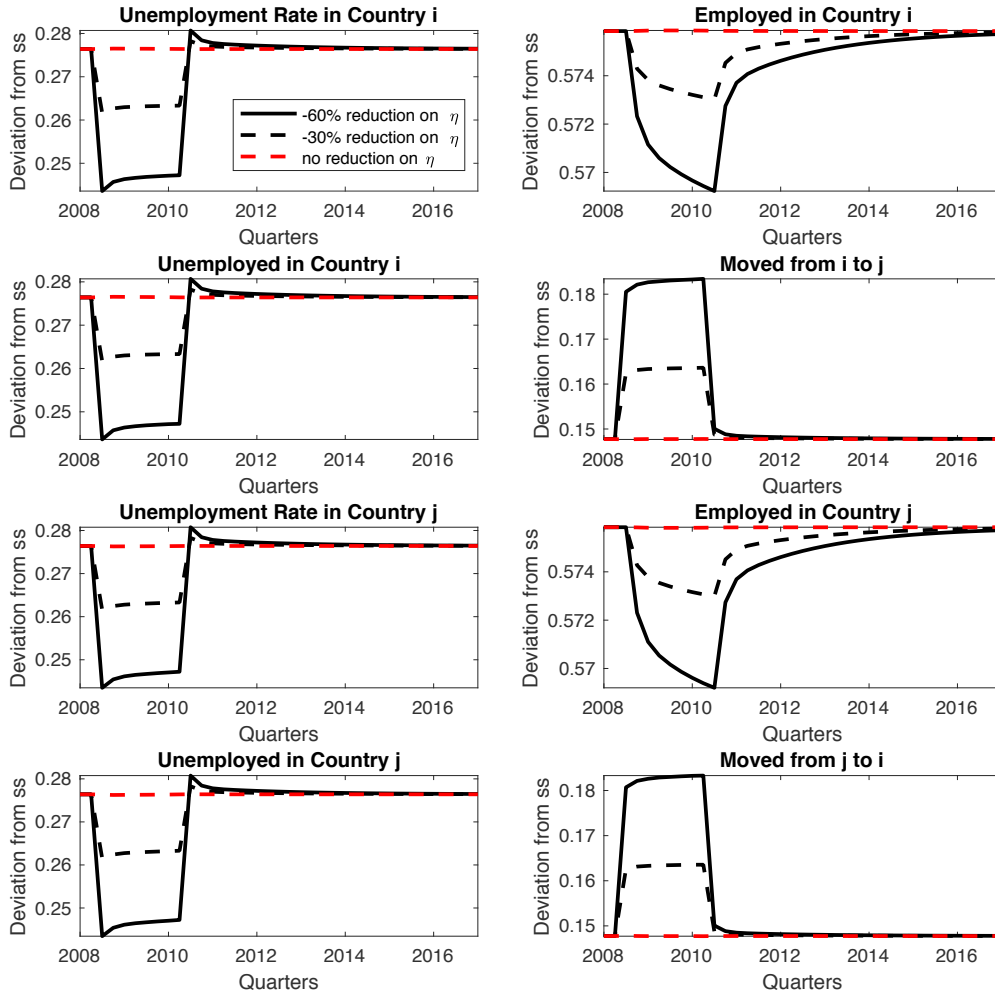 Unemployment Rate in Country i
Deviation from ss
0.28
0.27
0.26
0.25
-60% reduction on η
-30% reduction on η
no reduction on η
2008 2010 2012 2014 2016
Quarters
Employed in Country i
Deviation from ss
0.574
0.572
0.57
2008 2010 2012 2014 2016
Quarters
Unemployed in Country i
Deviation from ss
0.28
0.27
0.26
0.25
2008 2010 2012 2014 2016
Quarters
Moved from i to j
Deviation from ss
0.18
0.17
0.16
0.15
2008 2010 2012 2014 2016
Quarters
Unemployment Rate in Country j
Deviation from ss
0.28
0.27
0.26
0.25
2008 2010 2012 2014 2016
Quarters
Employed in Country j
Deviation from ss
0.574
0.572
0.57
2008 2010 2012 2014 2016
Quarters
Unemployed in Country j
Deviation from ss
0.28
0.27
0.26
0.25
2008 2010 2012 2014 2016
Quarters
Moved from j to i
Deviation from ss
0.18
0.17
0.16
0.15
2008 2010 2012 2014 2016
Quarters